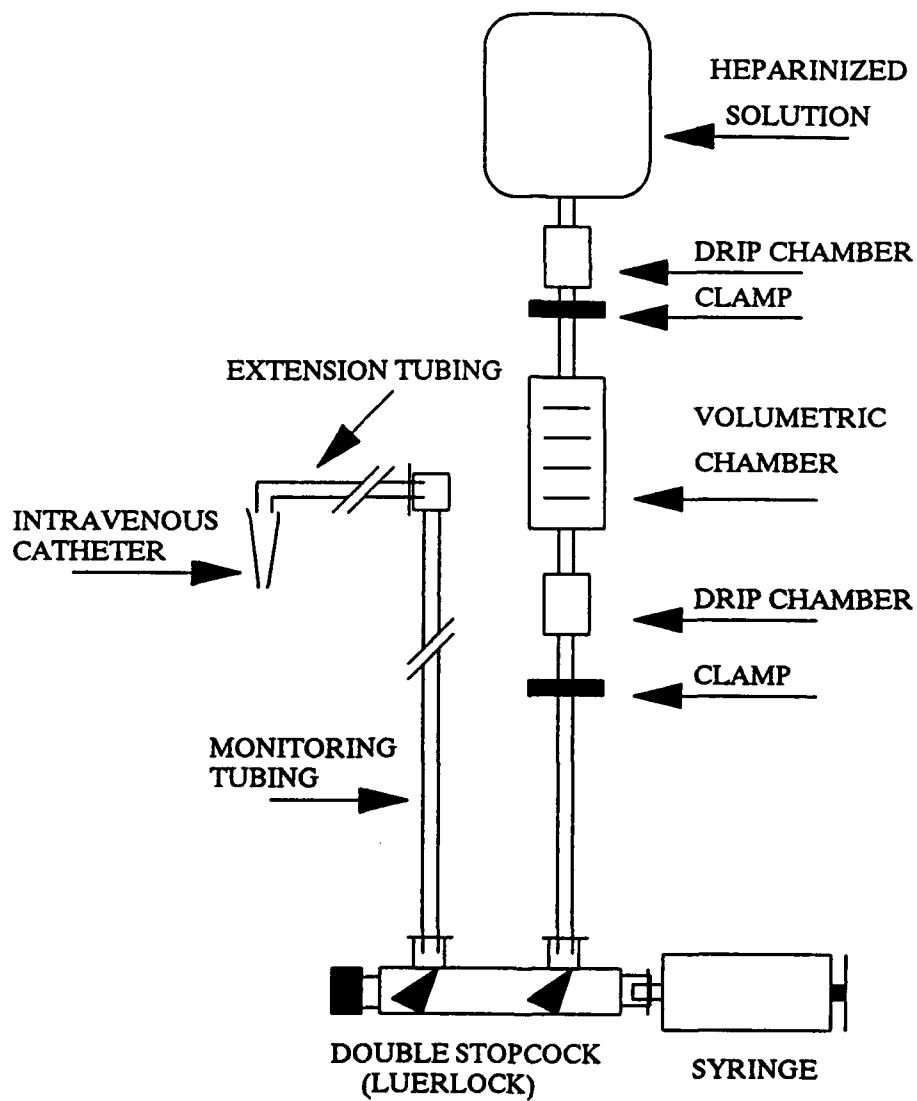 HEPARINIZED
SOLUTION
DRIP CHAMBER
CLAMP
EXTENSION TUBING
VOLUMETRIC
CHAMBER
INTRAVENOUS
CATHETER
DRIP CHAMBER
CLAMP
MONITORING
TUBING
DOUBLE STOPCOCK
(LUERLOCK)
SYRINGE